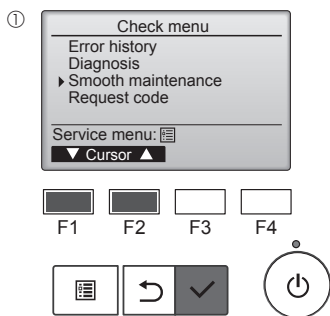 ①
Check menu
Error history
Diagnosis
Smooth maintenance
Request code
Service menu:
▼ Cursor ▲
F1 F2 F3 F4